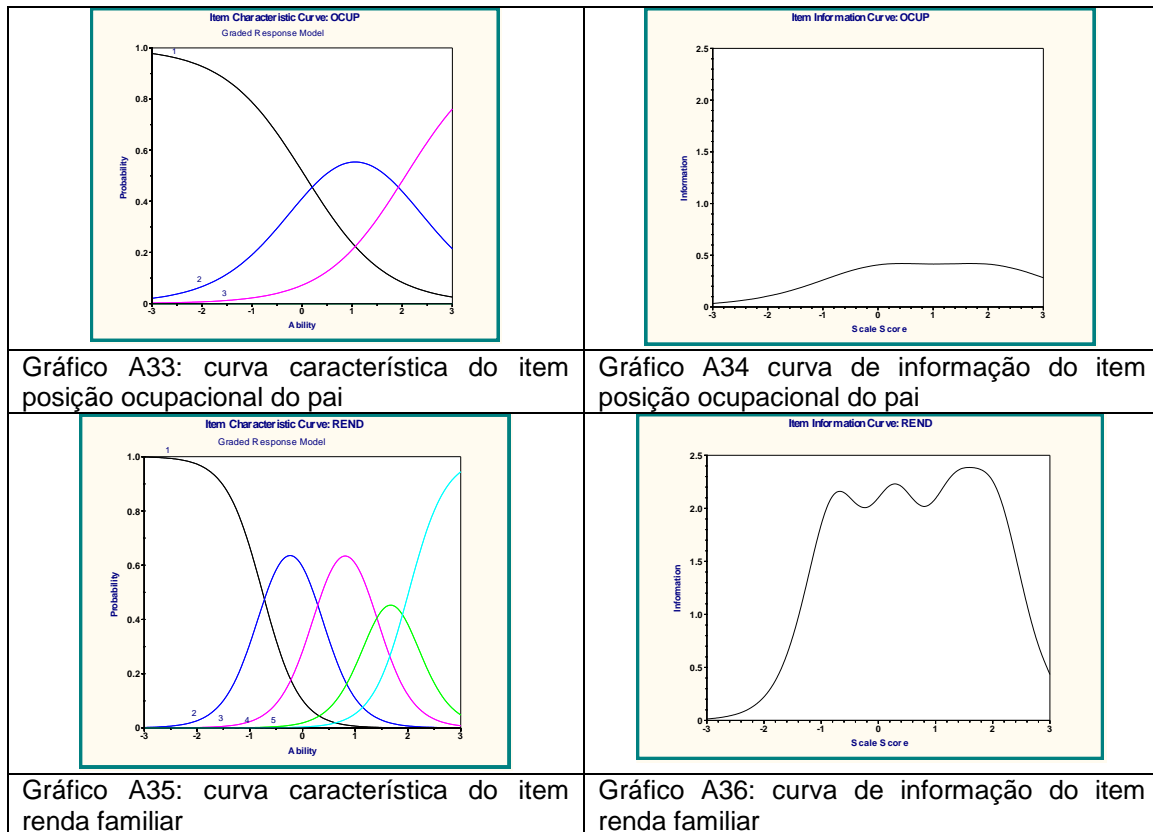 Item Characteristic Curve: OCUP
Graded Response Model
1.0
0.8
0.6
0.4
0.2
0
Probability
1
2
3
-3 -2 -1 0 1 2 3
Ability
Item Information Curve: OCUP
2.5
2.0
1.5
1.0
0.5
0
Information
-3 -2 -1 0 1 2 3
Scale Score
Gráfico A33: curva característica do item
posição ocupacional do pai
Gráfico A34 curva de informação do item
posição ocupacional do pai
Item Characteristic Curve: REND
Graded Response Model
1.0
0.8
0.6
0.4
0.2
0
Probability
1
2 3 4 5
-3 -2 -1 0 1 2 3
Ability
Item Information Curve: REND
2.5
2.0
1.5
1.0
0.5
0
Information
-3 -2 -1 0 1 2 3
Scale Score
Gráfico A35: curva característica do item
renda familiar
Gráfico A36: curva de informação do item
renda familiar